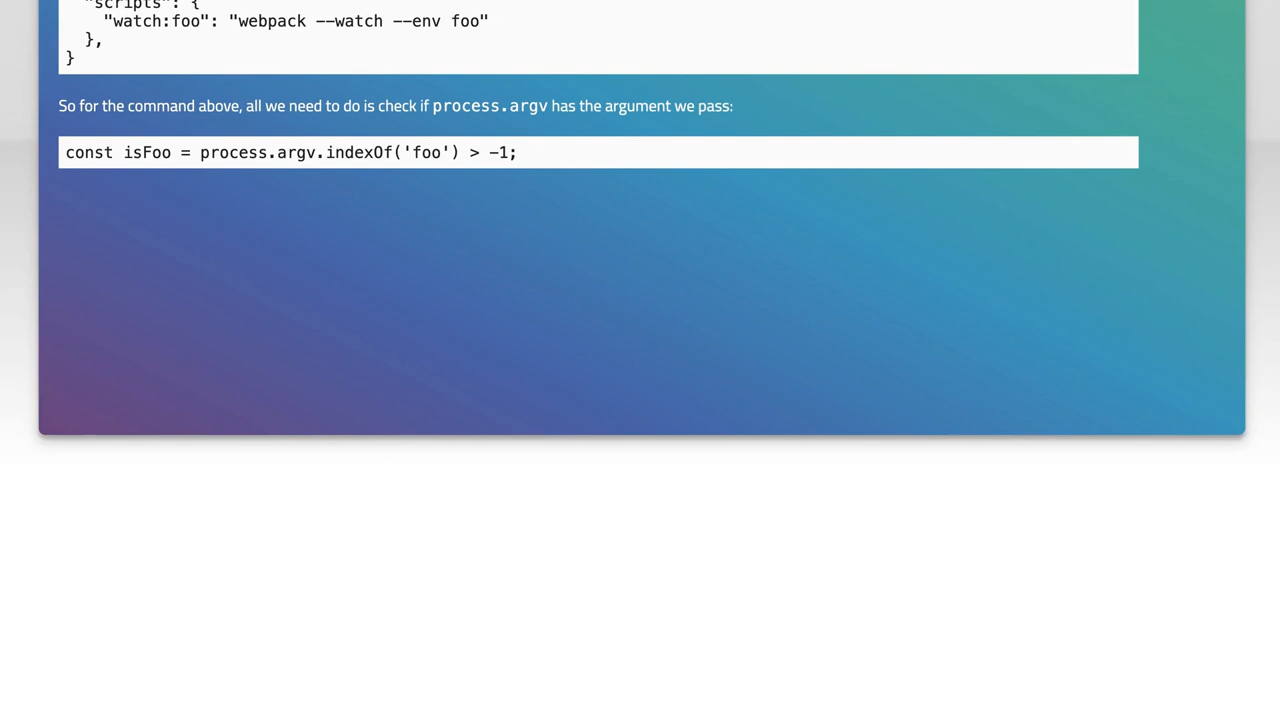 "scripts": {
"watch:foo": "webpack --watch --env foo"
},
}
So for the command above, all we need to do is check if process.argv has the argument we pass:
const isFoo = process.argv.indexOf('foo') > -1;